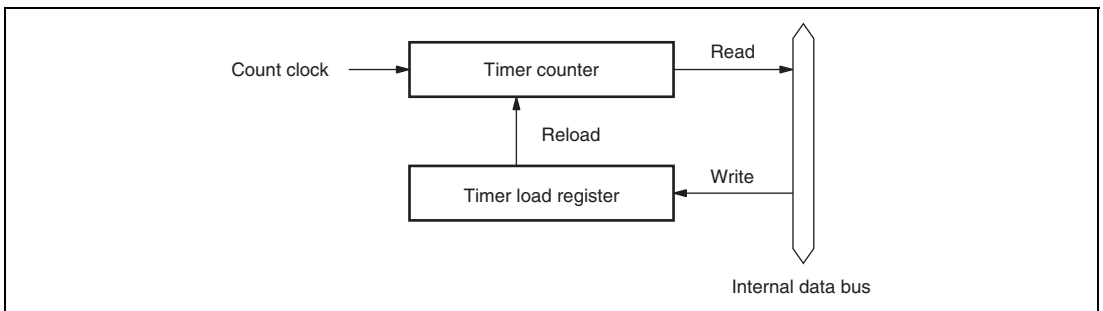 Read
Count clock
Timer counter
Reload
Write
Timer load register
Internal data bus